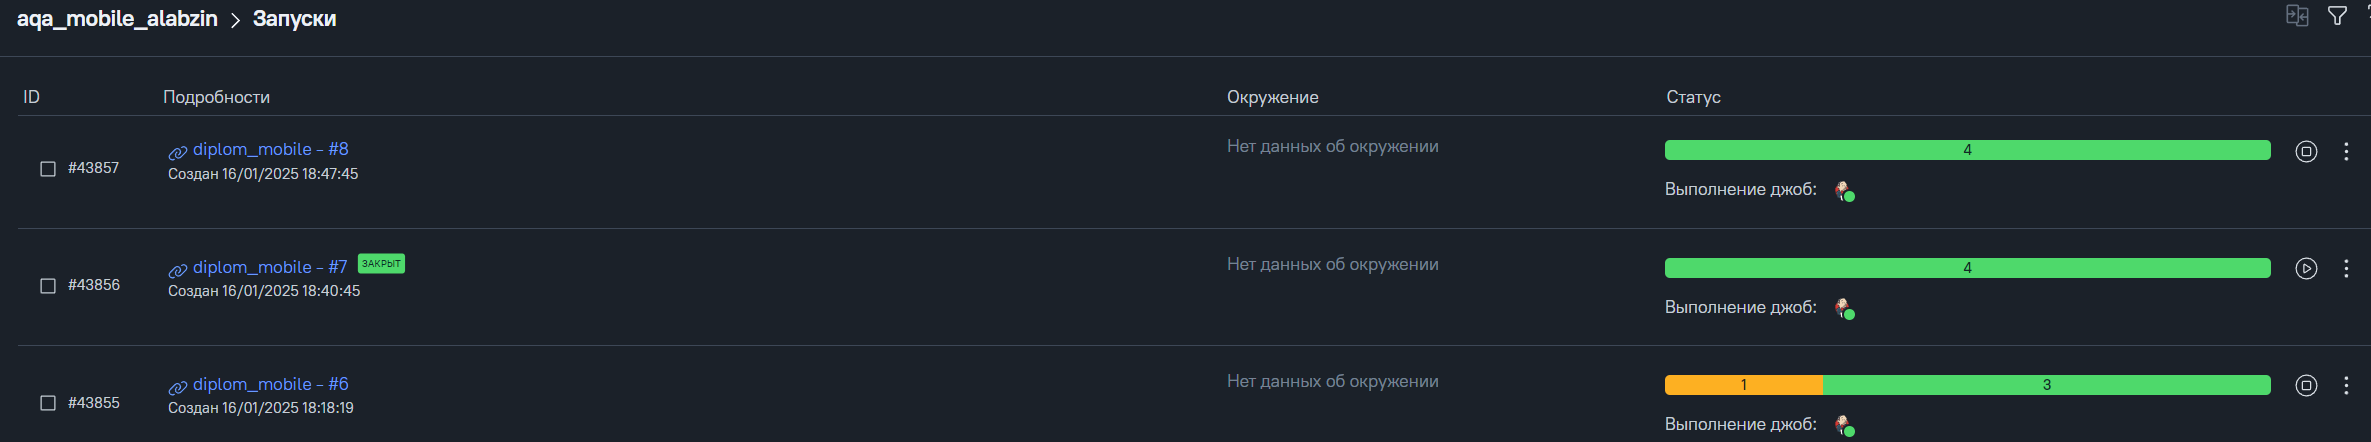 aqa_mobile_alabzin > Запуски
ID Подробности Окружение Статус
diplom_mobile - #8 Нет данных об окружении 4
#43857
Создан 16/01/2025 18:47:45
Выполнение джоб:
diplom_mobile - #7 ЗАКРЫТ Нет данных об окружении 4
#43856
Создан 16/01/2025 18:40:45
Выполнение джоб:
diplom_mobile - #6 Нет данных об окружении 1 3
#43855
Создан 16/01/2025 18:18:19
Выполнение джоб: